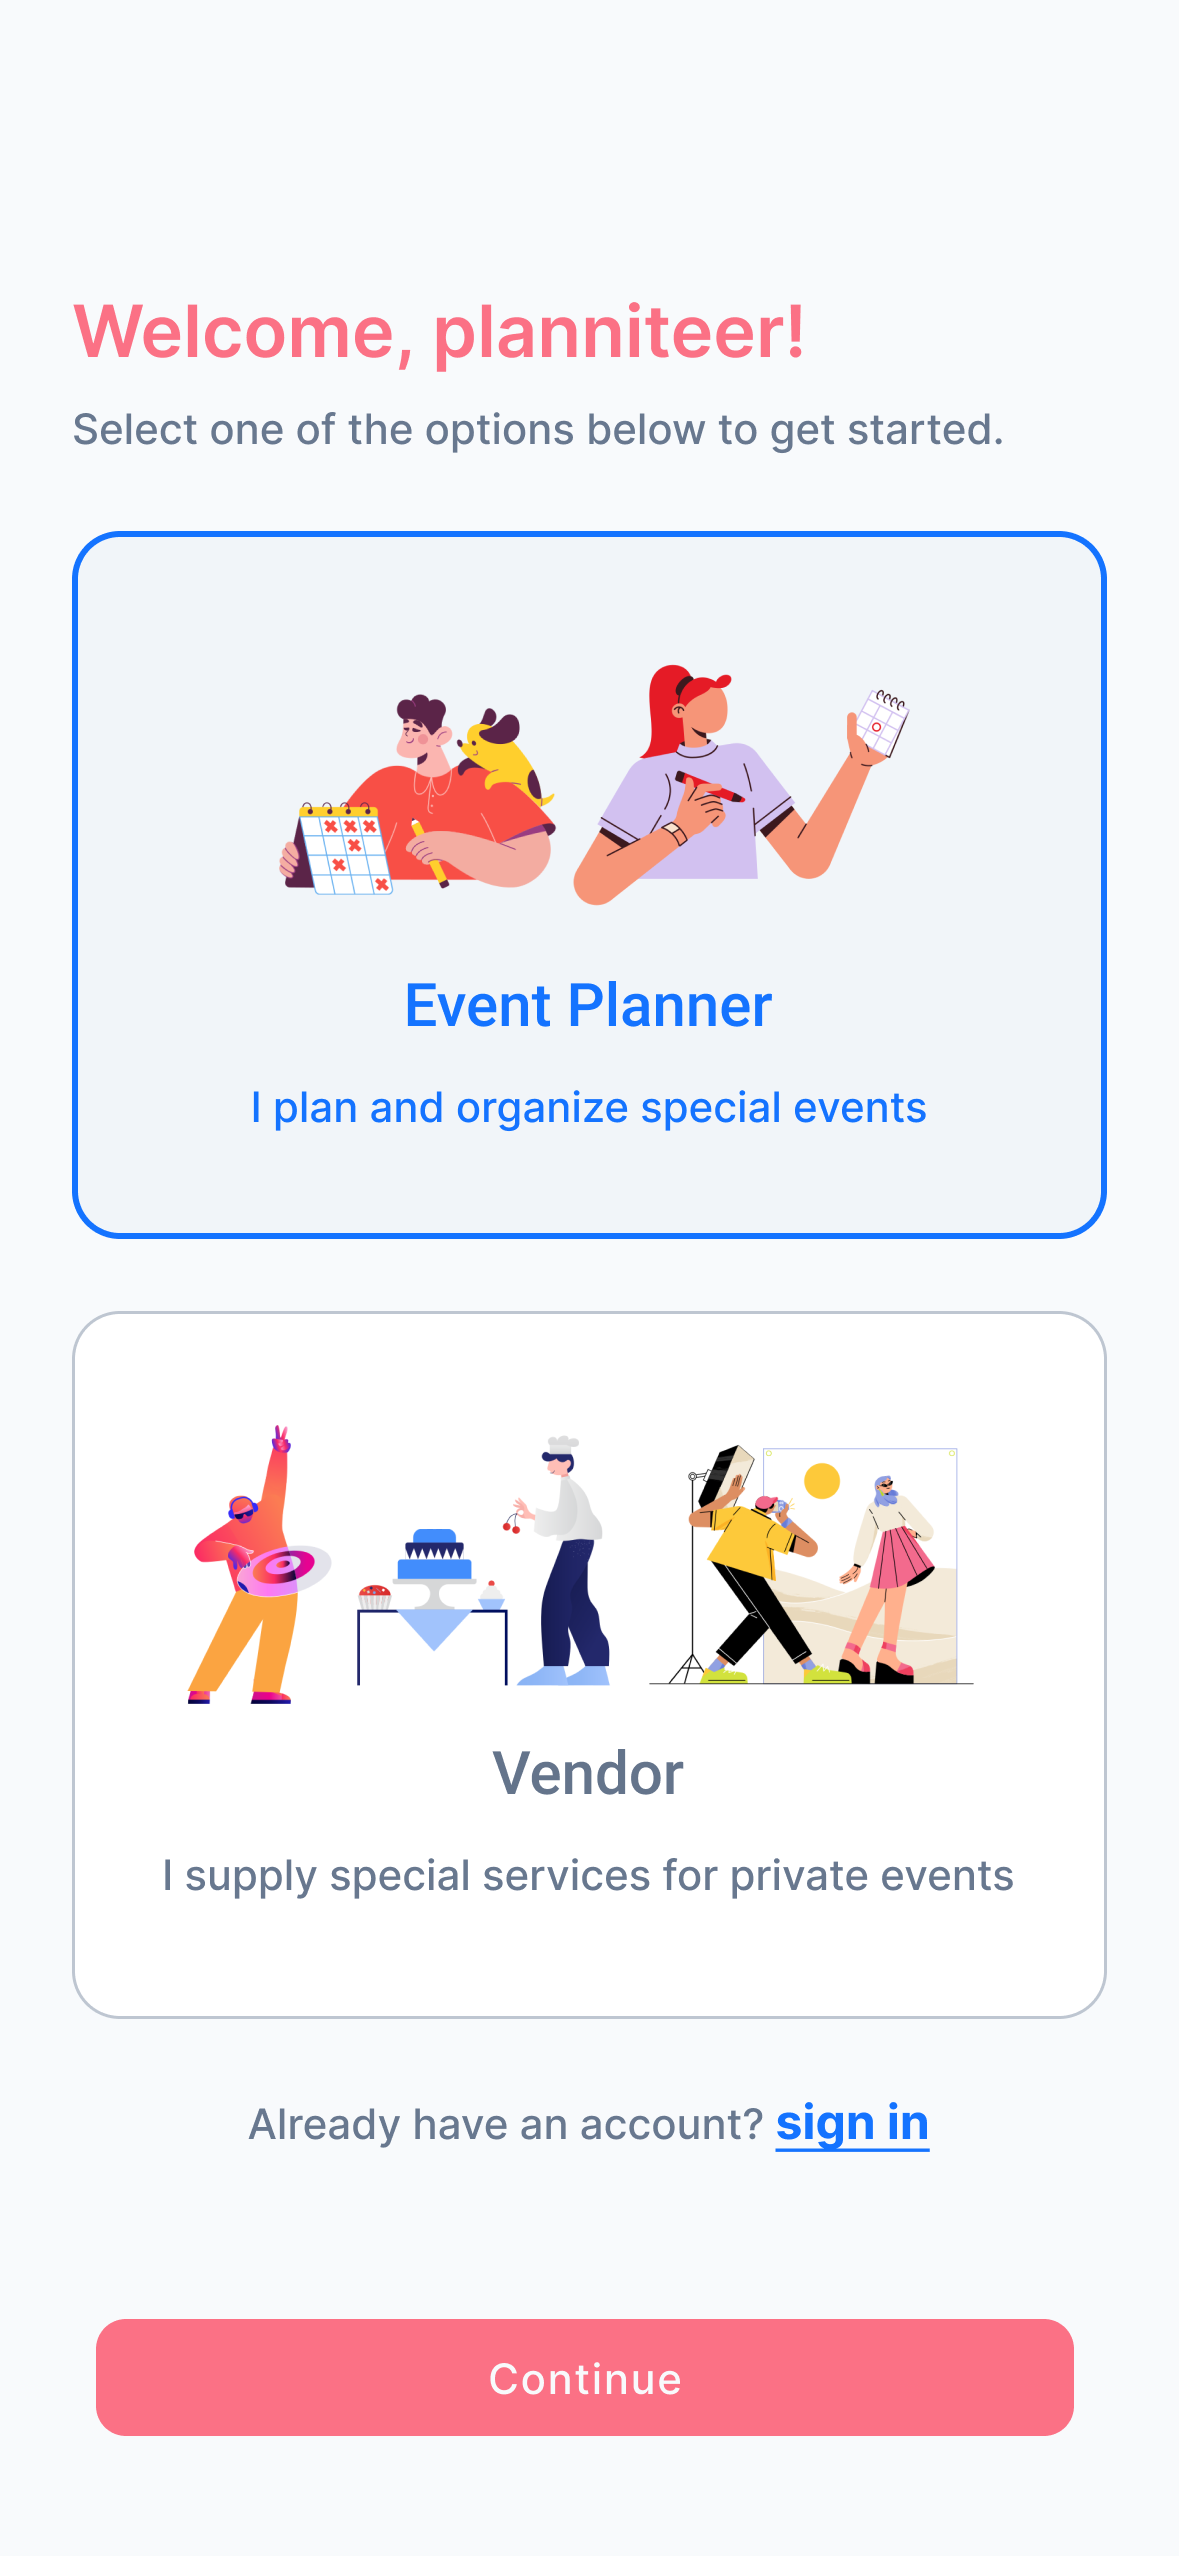 Welcome, planniteer!
Select one of the options below to get started.
Event Planner
I plan and organize special events
Vendor
I supply special services for private events
Already have an account? sign in
Continue